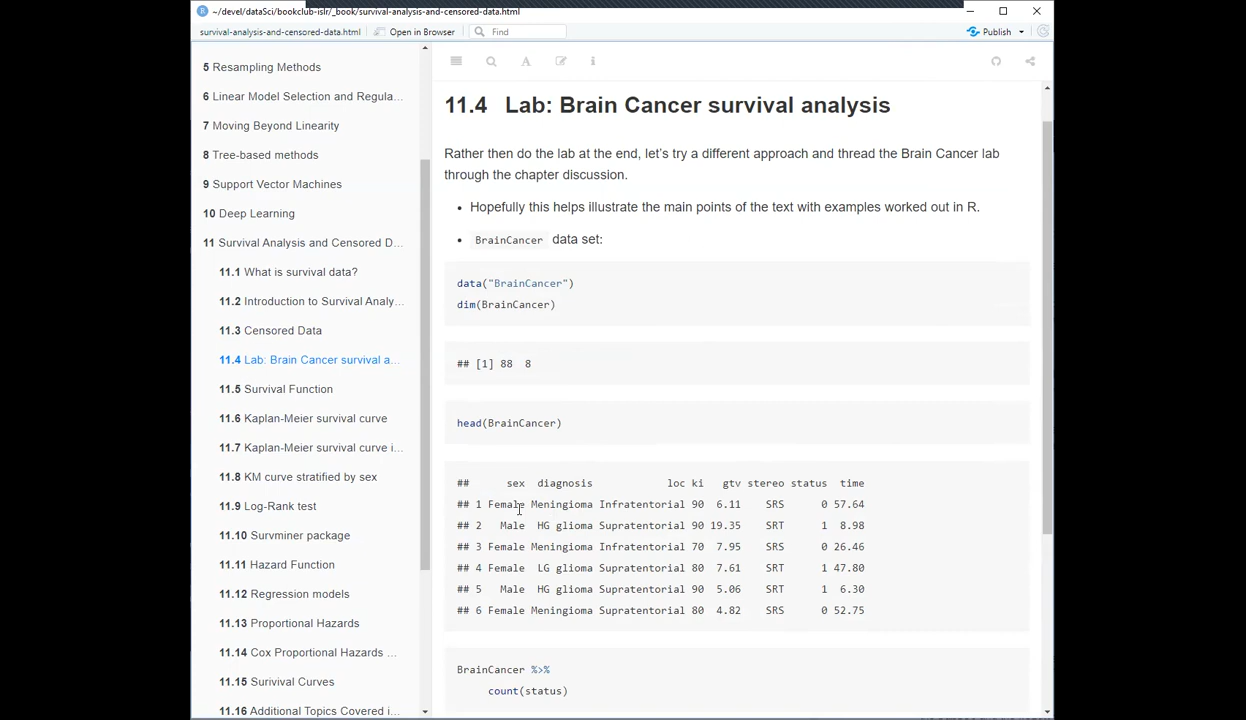 ~/devel/dataSci/bookclub-islr/_book/survival-analysis-and-censored-data.html
survival-analysis-and-censored-data.html
Open in Browser
Find
Publish
5 Resampling Methods
6 Linear Model Selection and Regula...
7 Moving Beyond Linearity
8 Tree-based methods
9 Support Vector Machines
10 Deep Learning
11 Survival Analysis and Censored D...
11.1 What is survival data?
11.2 Introduction to Survival Analy...
11.3 Censored Data
11.4 Lab: Brain Cancer survival a...
11.5 Survival Function
11.6 Kaplan-Meier survival curve
11.7 Kaplan-Meier survival curve i...
11.8 KM curve stratified by sex
11.9 Log-Rank test
11.10 Survminer package
11.11 Hazard Function
11.12 Regression models
11.13 Proportional Hazards
11.14 Cox Proportional Hazards ...
11.15 Surivival Curves
11.16 Additional Topics Covered i...
11.4 Lab: Brain Cancer survival analysis
Rather then do the lab at the end, let's try a different approach and thread the Brain Cancer lab
through the chapter discussion.
• Hopefully this helps illustrate the main points of the text with examples worked out in R.
• BrainCancer data set:
data("BrainCancer")
dim(BrainCancer)
## [1] 88 8
head(BrainCancer)
## sex diagnosis loc ki gtv stereo status time
## 1 Female Meningioma Infratentorial 90 6.11 SRS 0 57.64
## 2 Male HG glioma Supratentorial 90 19.35 SRT 1 8.98
## 3 Female Meningioma Infratentorial 70 7.95 SRS 0 26.46
## 4 Female LG glioma Supratentorial 80 7.61 SRT 1 47.80
## 5 Male HG glioma Supratentorial 90 5.06 SRT 1 6.30
## 6 Female Meningioma Supratentorial 80 4.82 SRS 0 52.75
BrainCancer %>%
count(status)